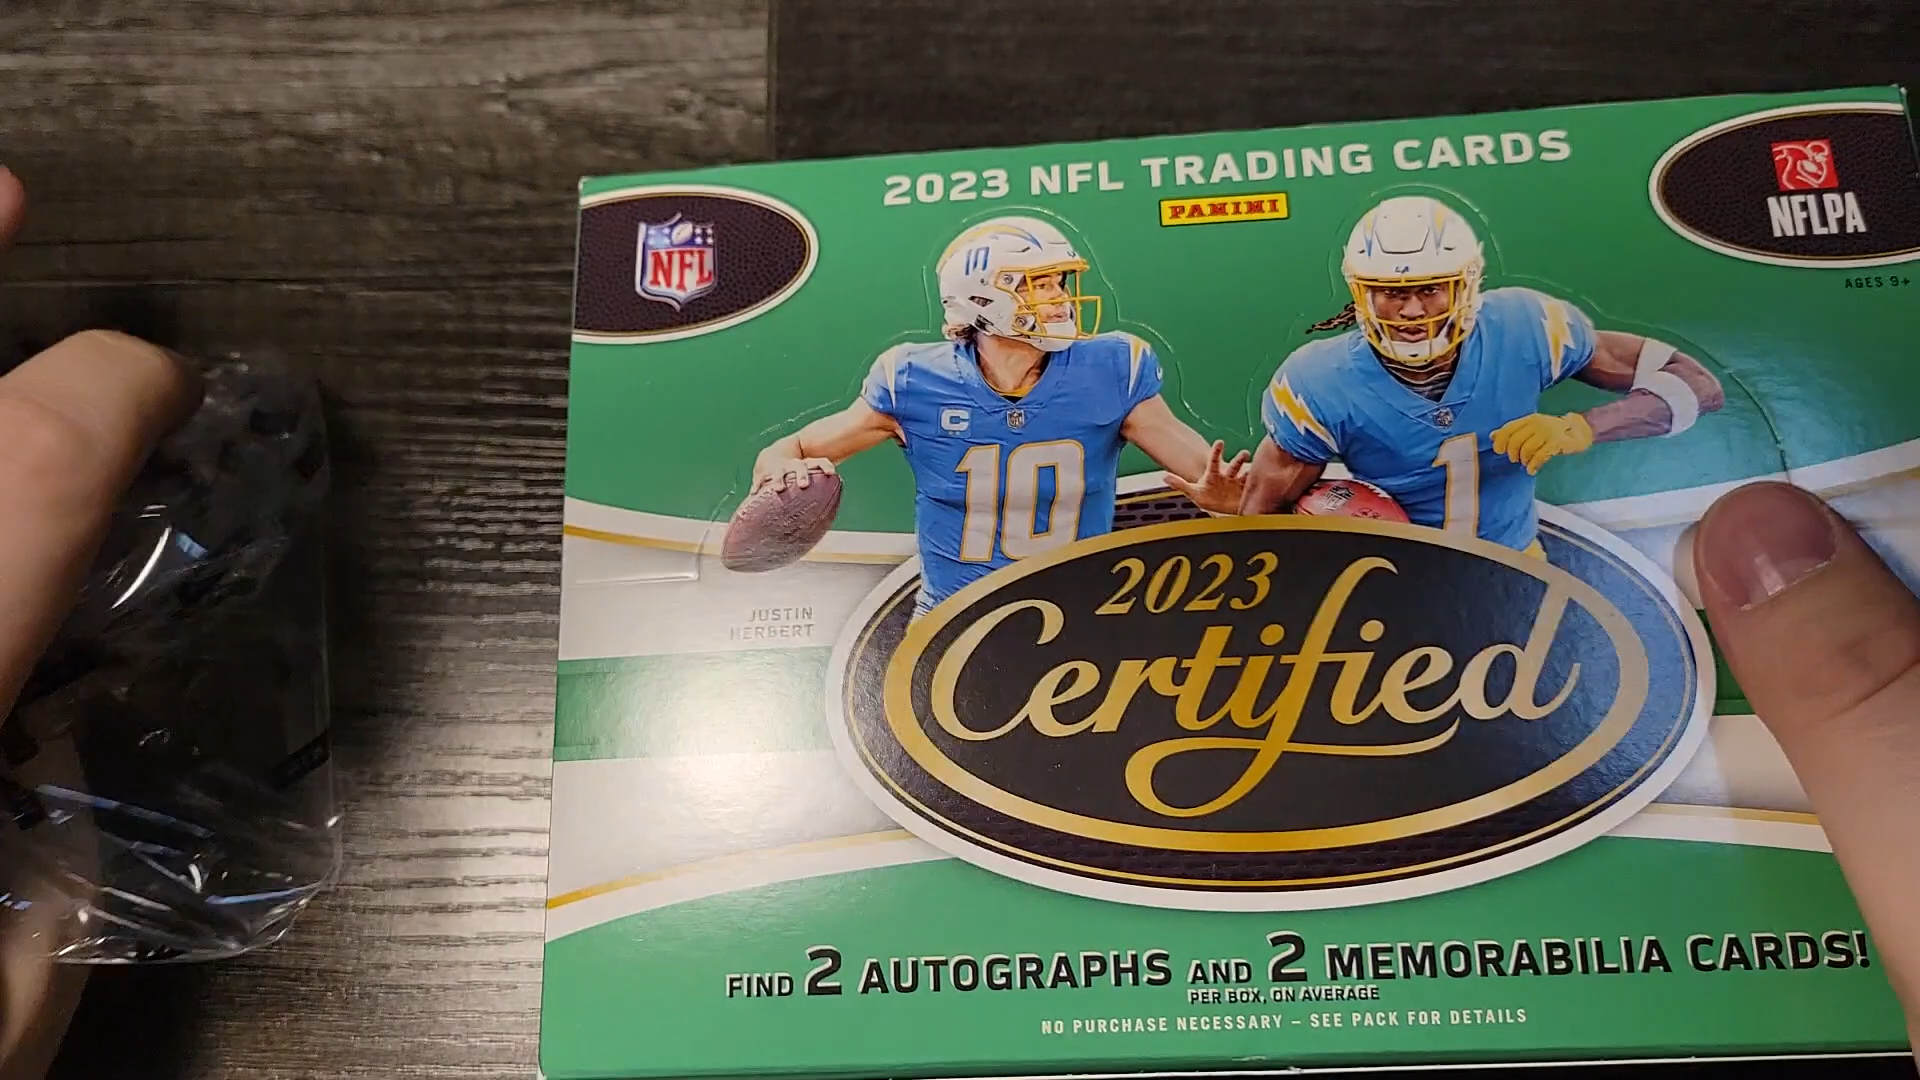 2023 NFL TRADING CARDS
PANINI
NFL
NFLPA
AGES 9+
10
C
10
1
JUSTIN
HERBERT
2023
Certified
FIND 2 AUTOGRAPHS AND 2 MEMORABILIA CARDS!
PER BOX, ON AVERAGE
NO PURCHASE NECESSARY – SEE PACK FOR DETAILS